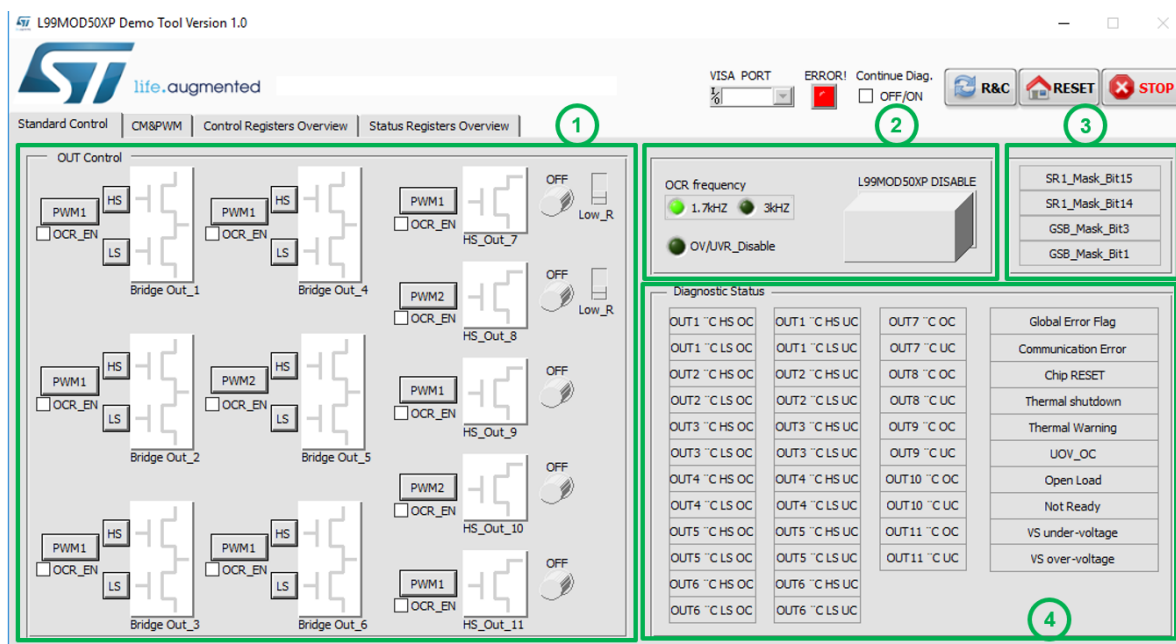 L99MOD50XP Demo Tool Version 1.0
ST life.augmented
VISA PORT
ERROR!
Continue Diag.
OFF/ON
R&C
RESET
STOP
Standard Control
CM&PWM
Control Registers Overview
Status Registers Overview
1
2
3
OUT Control
PWM1
OCR_EN
HS
LS
Bridge Out_1
PWM1
OCR_EN
HS
LS
Bridge Out_4
PWM1
OCR_EN
HS_Out_7
OFF
Low_R
PWM2
OCR_EN
HS_Out_8
OFF
Low_R
PWM1
OCR_EN
HS
LS
Bridge Out_2
PWM2
OCR_EN
HS
LS
Bridge Out_5
PWM1
OCR_EN
HS_Out_9
OFF
PWM2
OCR_EN
HS_Out_10
OFF
PWM1
OCR_EN
HS
LS
Bridge Out_3
PWM1
OCR_EN
HS
LS
Bridge Out_6
PWM1
OCR_EN
HS_Out_11
OFF
OCR frequency
1.7kHZ
3kHZ
OV/UVR_Disable
L99MOD50XP DISABLE
SR1_Mask_Bit15
SR1_Mask_Bit14
GSB_Mask_Bit3
GSB_Mask_Bit1
Diagnostic Status
OUT1 ¨C HS OC
OUT1 ¨C LS OC
OUT2 ¨C HS OC
OUT2 ¨C LS OC
OUT3 ¨C HS OC
OUT3 ¨C LS OC
OUT4 ¨C HS OC
OUT4 ¨C LS OC
OUT5 ¨C HS OC
OUT5 ¨C LS OC
OUT6 ¨C HS OC
OUT6 ¨C LS OC
OUT1 ¨C HS UC
OUT1 ¨C LS UC
OUT2 ¨C HS UC
OUT2 ¨C LS UC
OUT3 ¨C HS UC
OUT3 ¨C LS UC
OUT4 ¨C HS UC
OUT4 ¨C LS UC
OUT5 ¨C HS UC
OUT5 ¨C LS UC
OUT6 ¨C HS UC
OUT6 ¨C LS UC
OUT7 ¨C OC
OUT7 ¨C UC
OUT8 ¨C OC
OUT8 ¨C UC
OUT9 ¨C OC
OUT9 ¨C UC
OUT10 ¨C OC
OUT10 ¨C UC
OUT11 ¨C OC
OUT11 ¨C UC
Global Error Flag
Communication Error
Chip RESET
Thermal shutdown
Thermal Warning
UOV_OC
Open Load
Not Ready
VS under-voltage
VS over-voltage
4